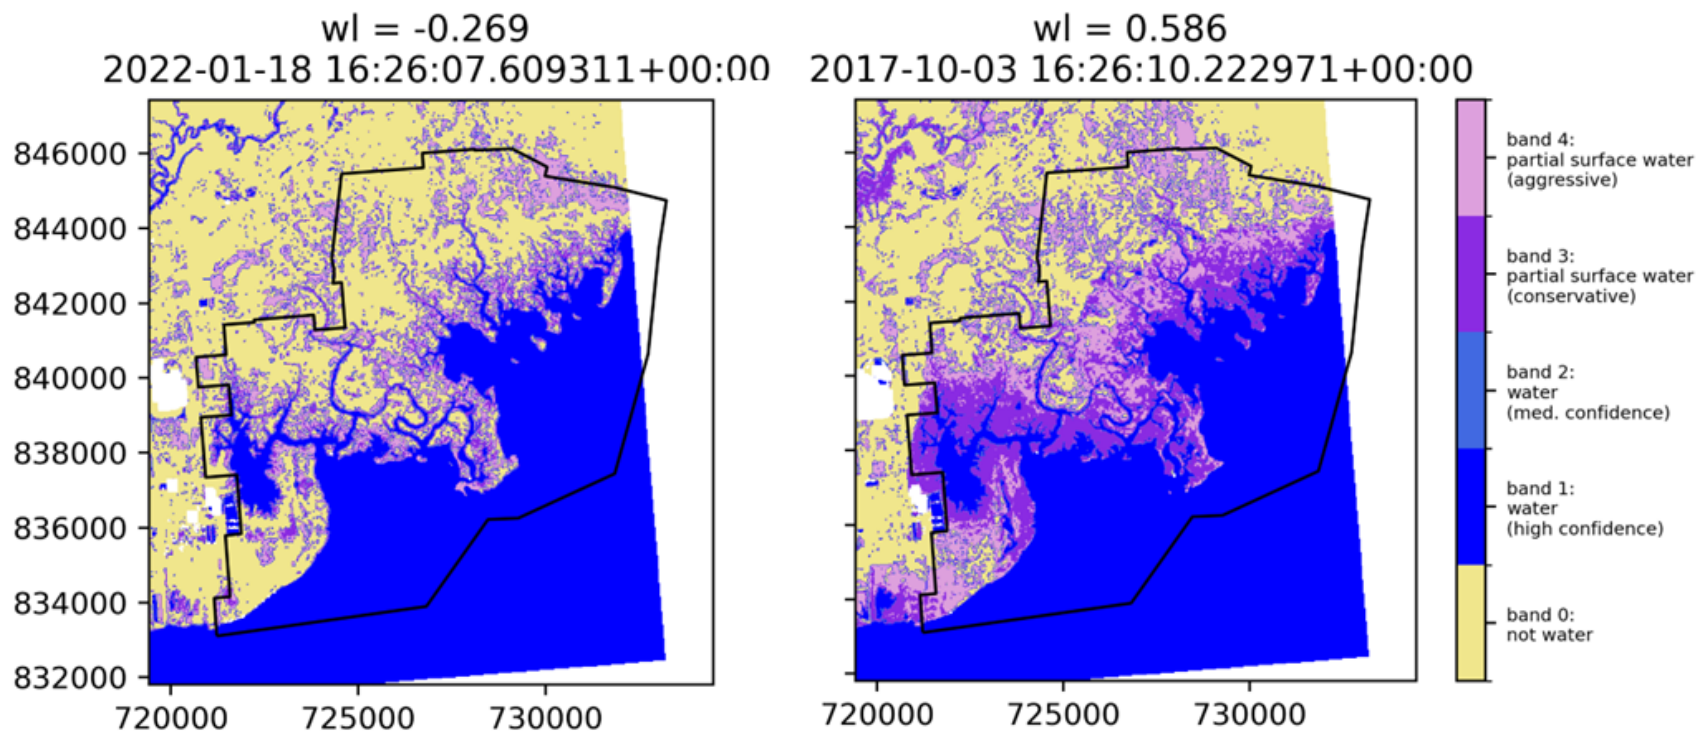 wl = -0.269
2022-01-18 16:26:07.609311+00:00
wl = 0.586
2017-10-03 16:26:10.222971+00:00
846000
844000
842000
840000
838000
836000
834000
832000
720000
725000
730000
720000
725000
730000
band 4:
partial surface water
(aggressive)
band 3:
partial surface water
(conservative)
band 2:
water
(med. confidence)
band 1:
water
(high confidence)
band 0:
not water